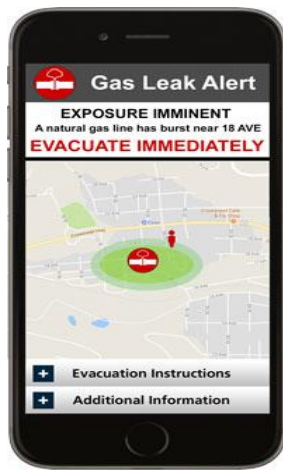 Gas Leak Alert
EXPOSURE IMMINENT
A natural gas line has burst near 18 AVE
EVACUATE IMMEDIATELY
Evacuation Instructions
Additional Information